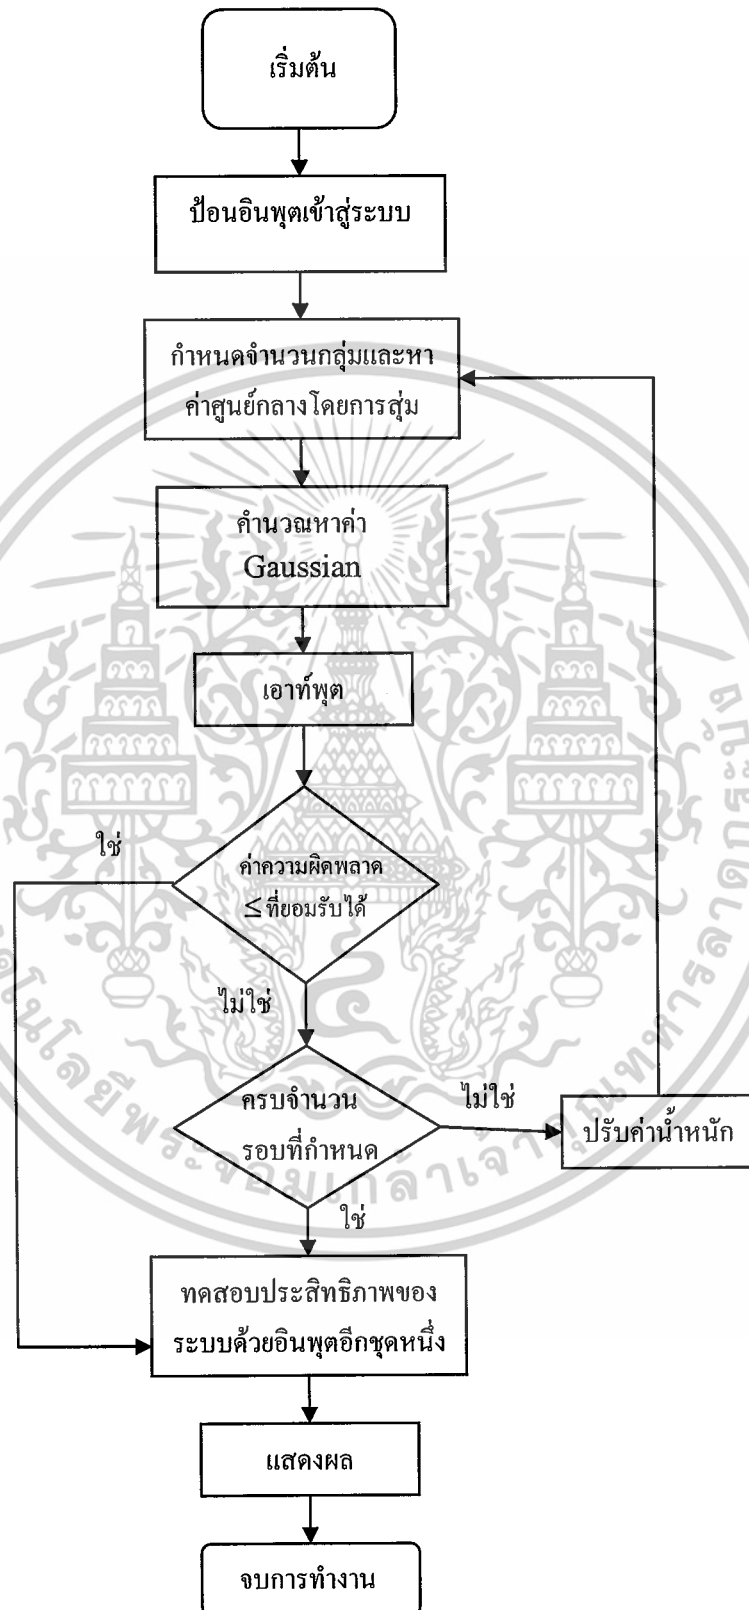 เริ่มต้น
ป้อนอินพุตเข้าสู่ระบบ
กำหนดจำนวนกลุ่มและหา
ค่าศูนย์กลางโดยการสุ่ม
คำนวณหาค่า
Gaussian
เอาท์พุต
ใช่
ค่าความผิดพลาด
≤ ที่ยอมรับได้
ไม่ใช่
ครบจำนวน
รอบที่กำหนด
ไม่ใช่
ปรับค่าน้ำหนัก
ใช่
ทดสอบประสิทธิภาพของ
ระบบด้วยอินพุตอีกชุดหนึ่ง
แสดงผล
จบการทำงาน